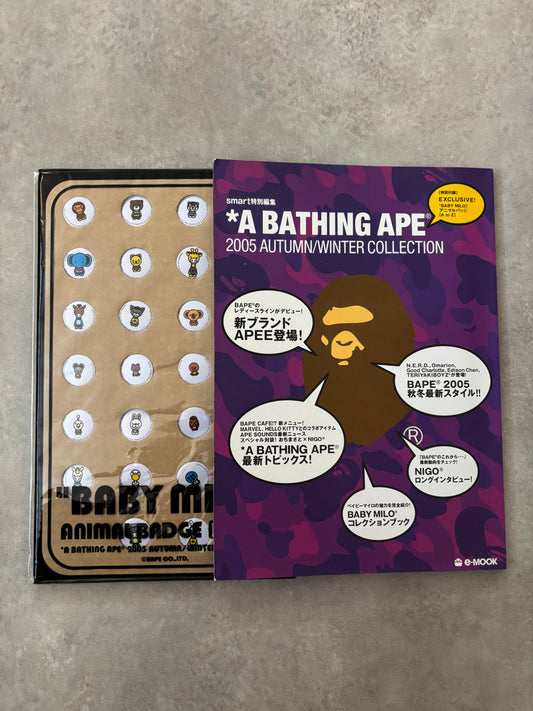 smart特別編集
*A BATHING APE®
2005 AUTUMN/WINTER COLLECTION
[特別付録]
EXCLUSIVE!
"BABY MILO/
アニマルバッジ
[A to Z]
BAPE®の
レディースラインがデビュー!
新ブランド
APEE登場!
N.E.R.D., Omarion,
Good Charlotte, Edison Chen,
TERIYAKIBOYZ®が登場!
BAPE® 2005
秋冬最新スタイル!!
BAPE CAFE!? 新メニュー!
MARVEL、HELLO KITTYとのコラボアイテム
APE SOUNDS最新ニュース
スペシャル対談! おちまさと×NIGO®
*A BATHING APE®
最新トピックス!
®
「BAPE®のこれから……」
最新動向をチェック!
NIGO®
ロングインタビュー!
ベイビーマイロの魅力を完全紹介!
BABY MILO®
コレクションブック
e-MOOK
"BABY MIL
ANIMAL BADGE
"A BATHING APE" 2005 AUTUMN/WINTER
©BAPE CO.,LTD.